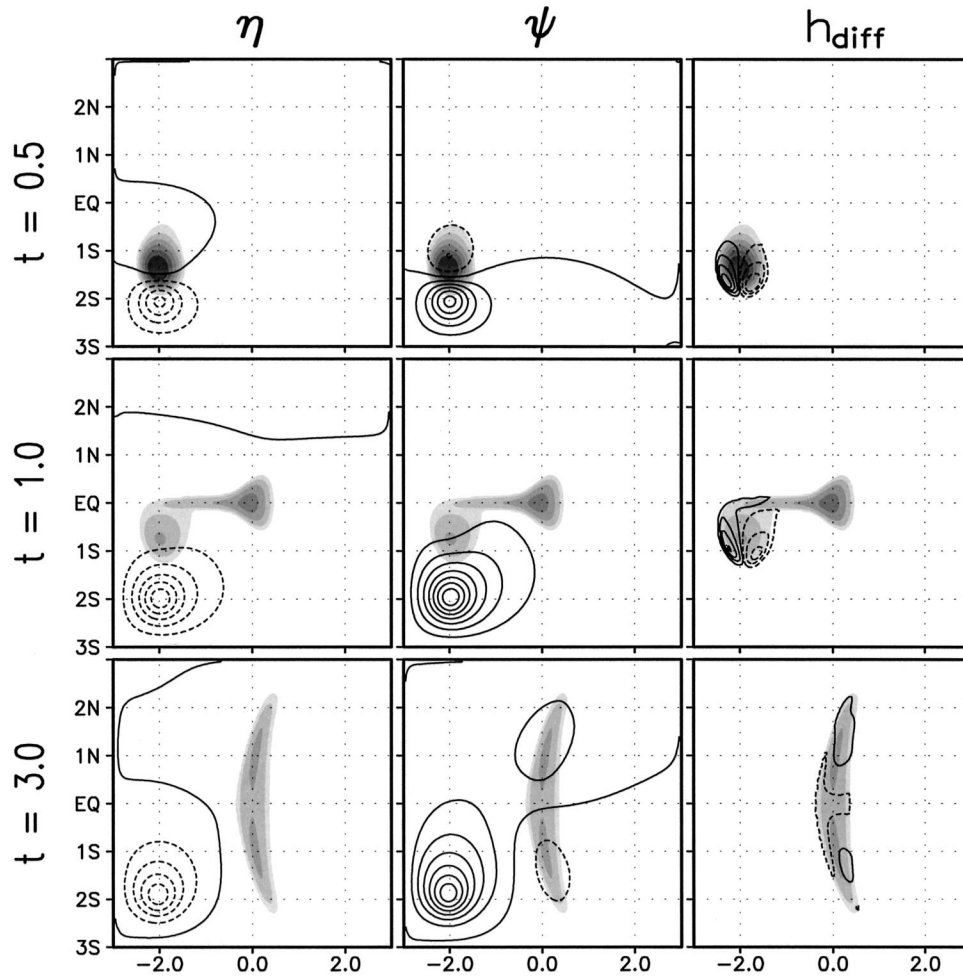 η ψ h_diff
t = 0.5
2N
1N
EQ
1S
2S
3S
t = 1.0
2N
1N
EQ
1S
2S
3S
t = 3.0
2N
1N
EQ
1S
2S
3S
−2.0 0.0 2.0 −2.0 0.0 2.0 −2.0 0.0 2.0